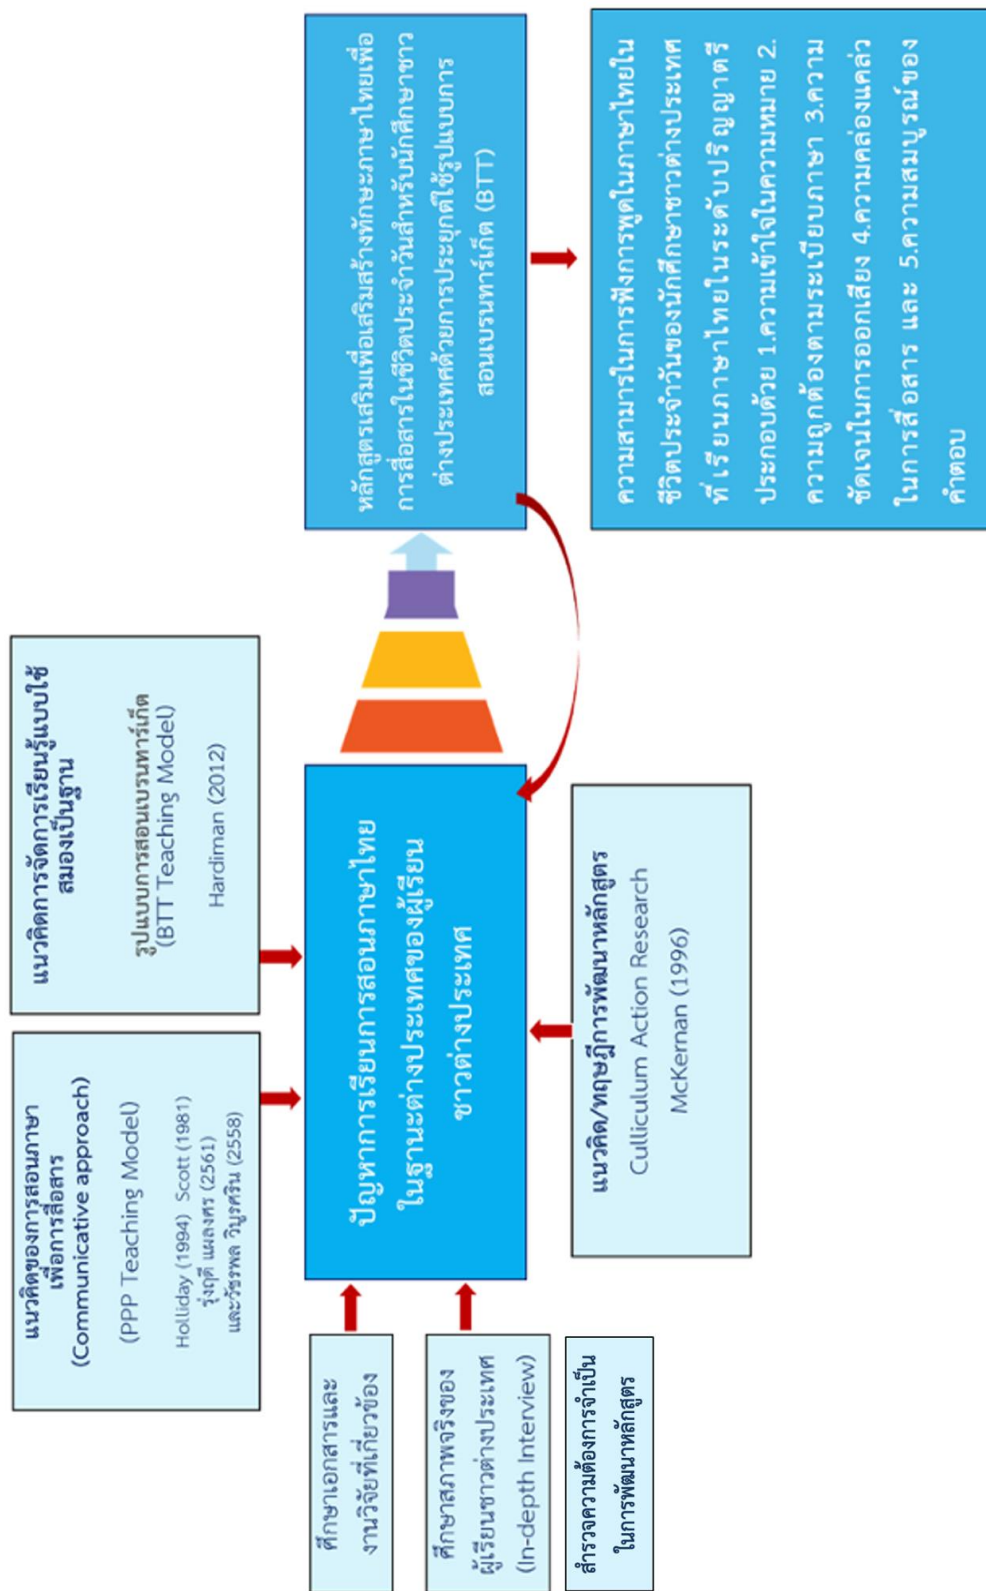 แนวคิดของการสอนภาษา
เพื่อการสื่อสาร
(Communicative approach)
(PPP Teaching Model)
Holliday (1994) Scott (1981)
รุ่งฤดี แผลงศร (2561)
และวัชรพล วิบูลยศริน (2558)
แนวคิดการจัดการเรียนรู้แบบใช้
สมองเป็นฐาน
รูปแบบการสอนเบรนทาร์เก็ต
(BTT Teaching Model)
Hardiman (2012)
ศึกษาเอกสารและ
งานวิจัยที่เกี่ยวข้อง
ศึกษาสภาพจริงของ
ผู้เรียนชาวต่างประเทศ
(In-depth Interview)
สำรวจความต้องการจำเป็น
ในการพัฒนาหลักสูตร
ปัญหาการเรียนการสอนภาษาไทย
ในฐานะต่างประเทศของผู้เรียน
ชาวต่างประเทศ
แนวคิด/ทฤษฎีการพัฒนาหลักสูตร
Culliculum Action Research
McKernan (1996)
หลักสูตรเสริมเพื่อเสริมสร้างทักษะภาษาไทยเพื่อ
การสื่อสารในชีวิตประจำวันสำหรับนักศึกษาชาว
ต่างประเทศด้วยการประยุกต์ใช้รูปแบบการ
สอนเบรนทาร์เก็ต (BTT)
ความสามารถในการฟังการพูดในภาษาไทยใน
ชีวิตประจำวันของนักศึกษาชาวต่างประเทศ
ที่เรียนภาษาไทยในระดับปริญญาตรี
ประกอบด้วย 1.ความเข้าใจในความหมาย 2.
ความถูกต้องตามระเบียบภาษา 3.ความ
ชัดเจนในการออกเสียง 4.ความคล่องแคล่ว
ในการสื่อสาร และ 5.ความสมบูรณ์ของ
คำตอบ